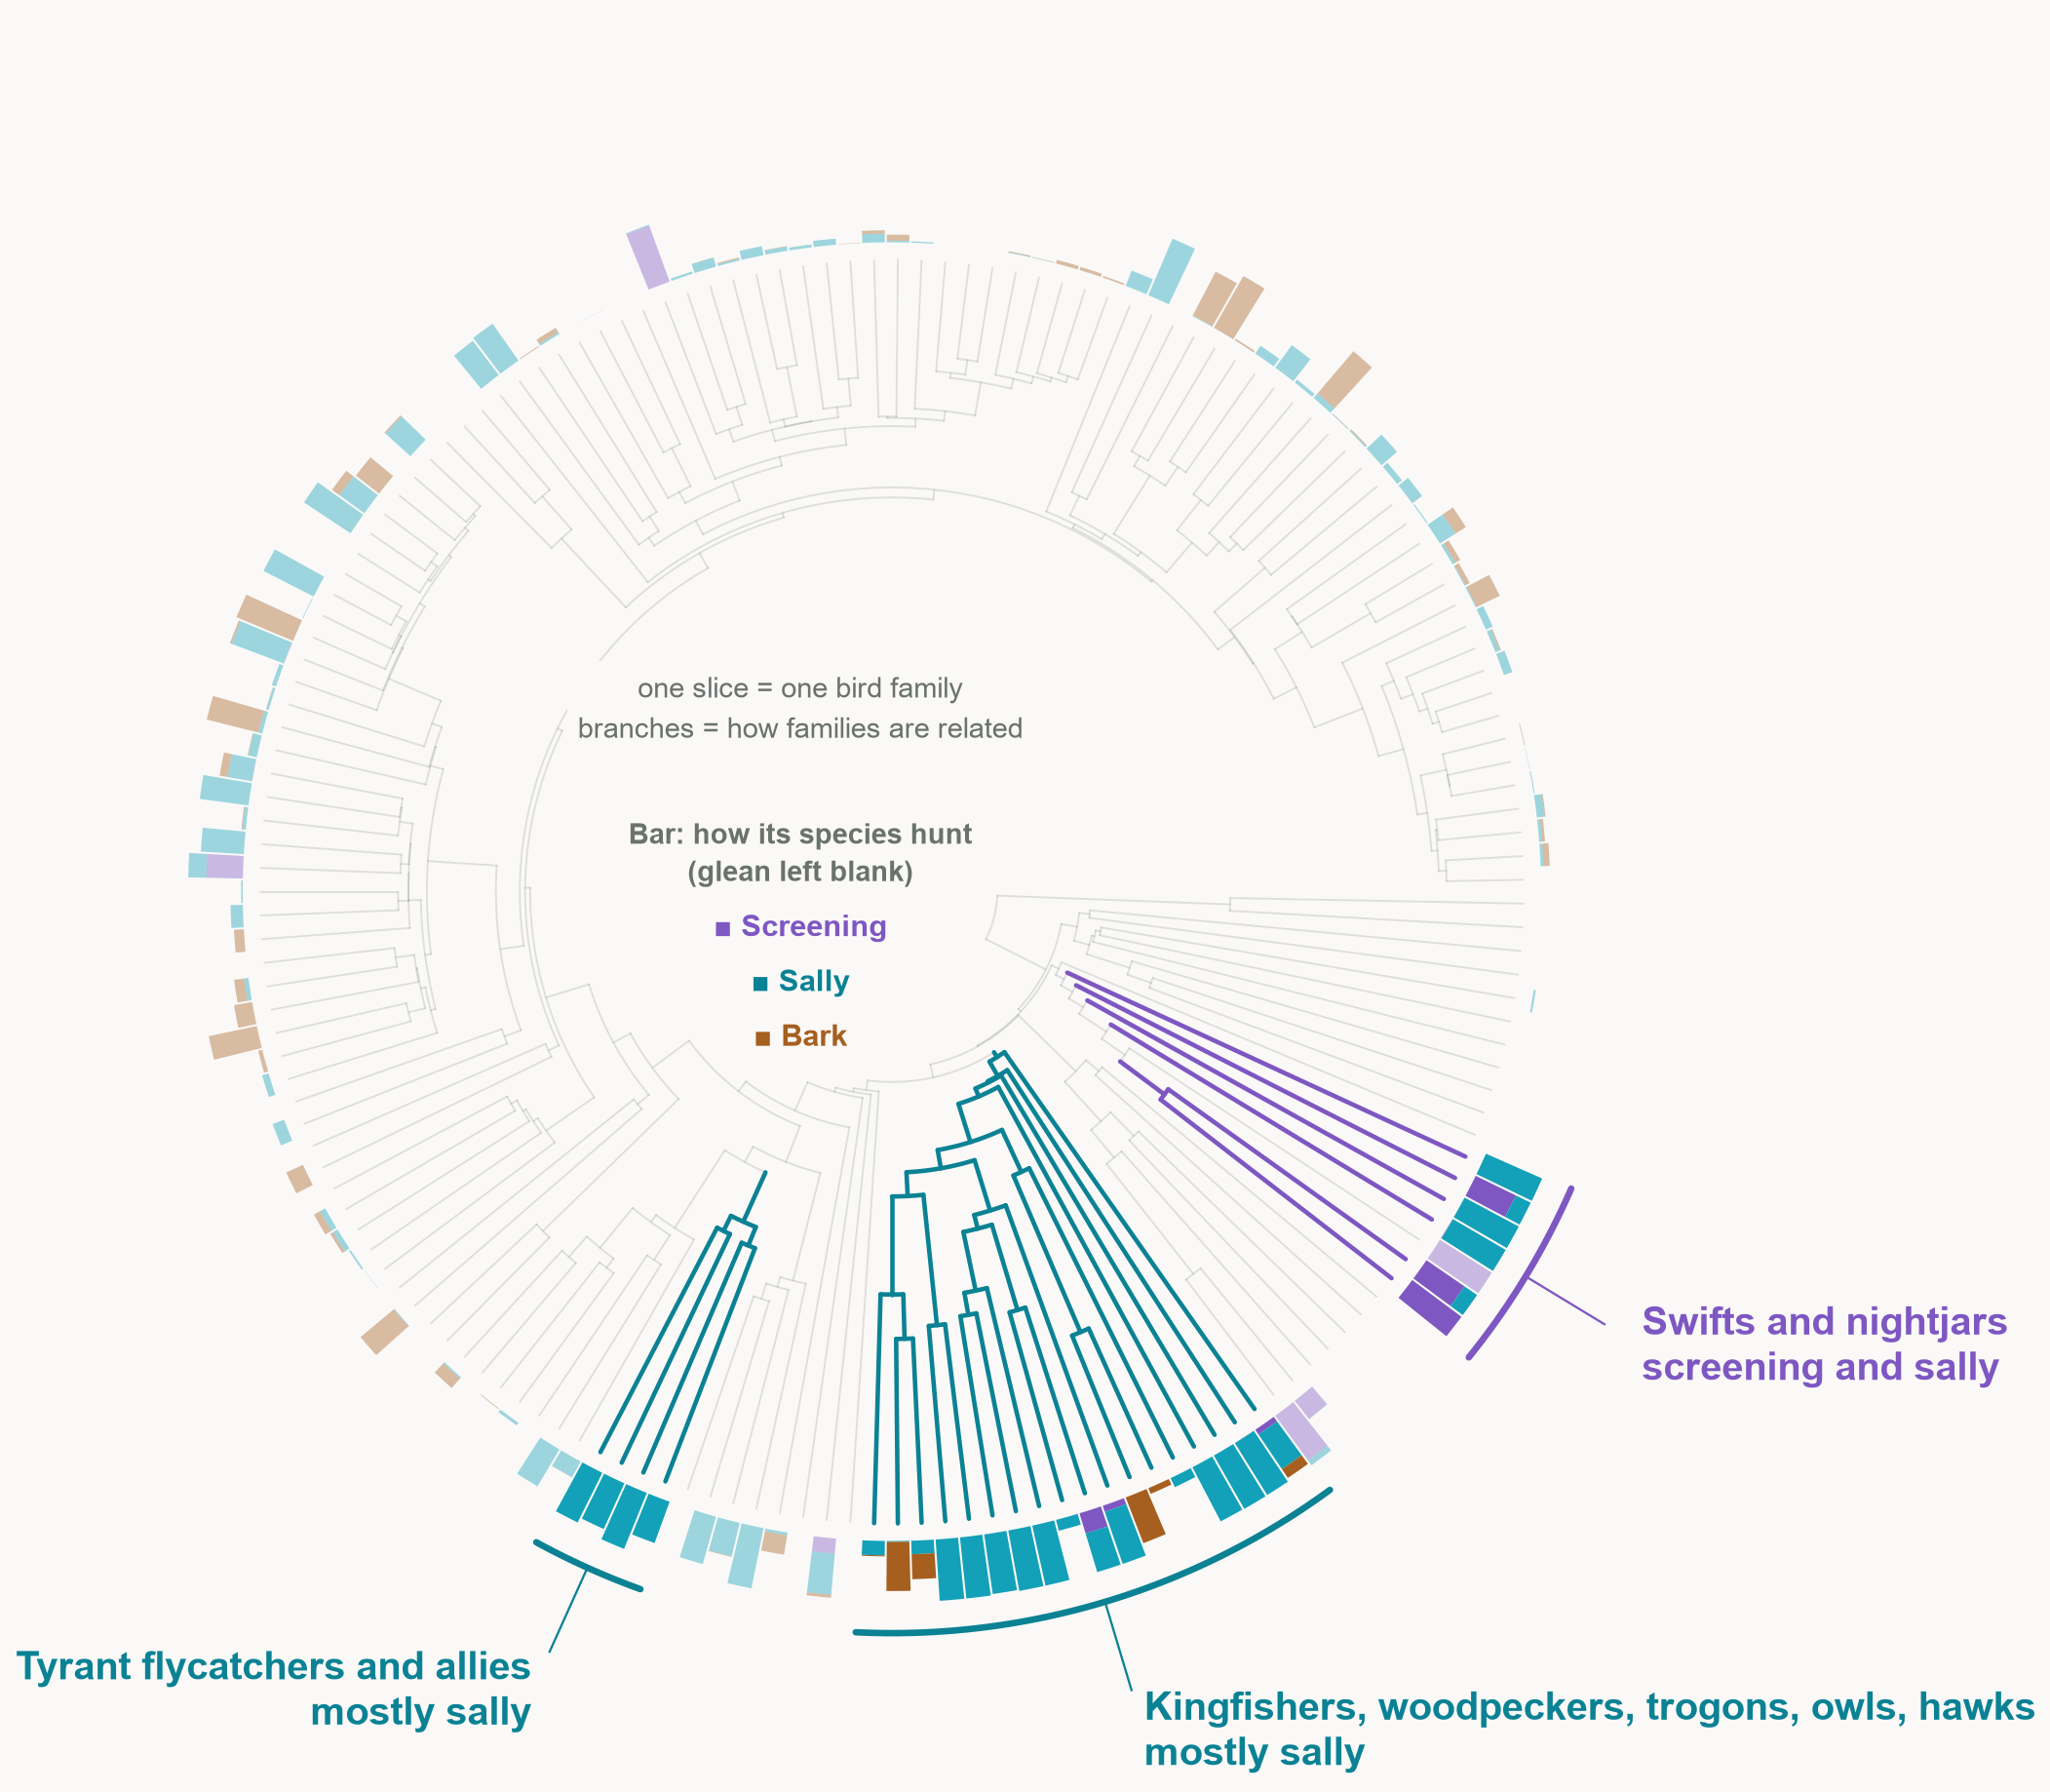 one slice = one bird family
branches = how families are related
Bar: how its species hunt
(glean left blank)
Screening
Sally
Bark
Swifts and nightjars
screening and sally
Tyrant flycatchers and allies
mostly sally
Kingfishers, woodpeckers, trogons, owls, hawks
mostly sally